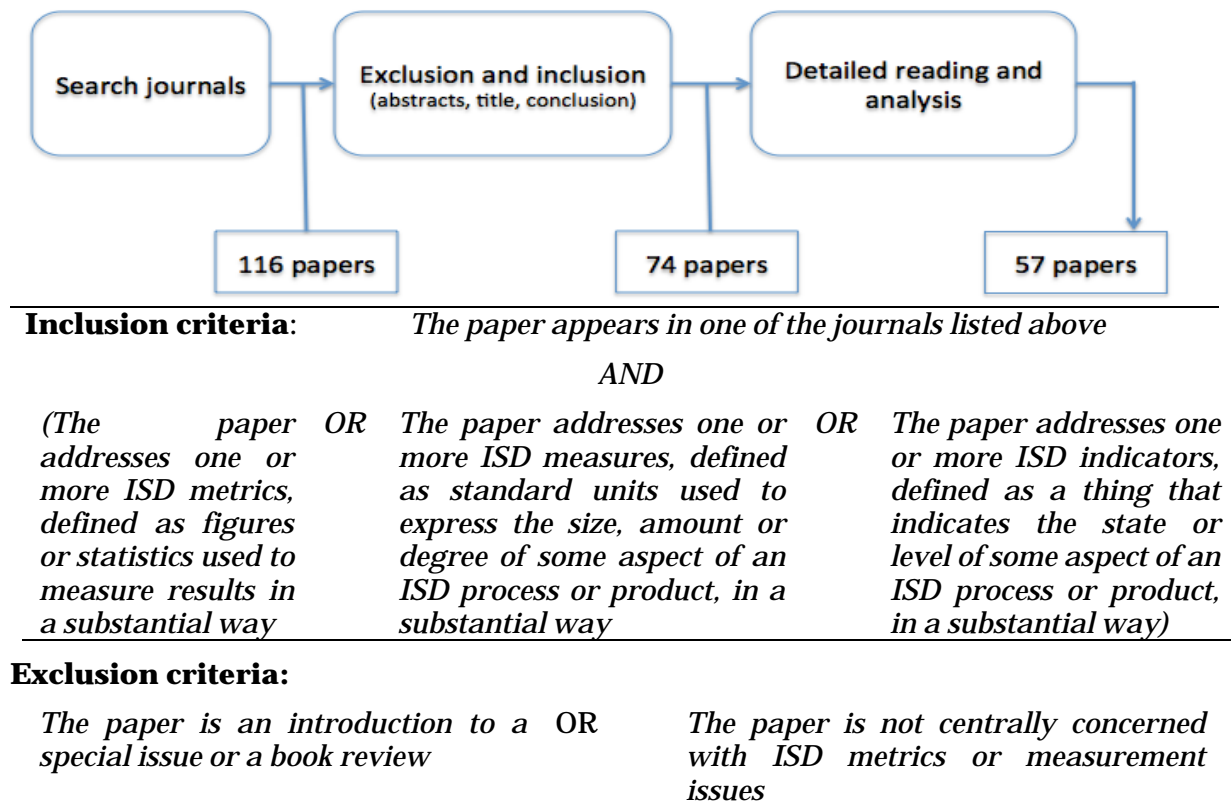 Search journals
Exclusion and inclusion
(abstracts, title, conclusion)
Detailed reading and
analysis
116 papers
74 papers
57 papers
Inclusion criteria:
The paper appears in one of the journals listed above
AND
(The paper
addresses one or
more ISD metrics,
defined as figures
or statistics used to
measure results in
a substantial way
OR
The paper addresses one or
more ISD measures, defined
as standard units used to
express the size, amount or
degree of some aspect of an
ISD process or product, in a
substantial way
OR
The paper addresses one
or more ISD indicators,
defined as a thing that
indicates the state or
level of some aspect of an
ISD process or product,
in a substantial way)
Exclusion criteria:
The paper is an introduction to a
special issue or a book review
OR
The paper is not centrally concerned
with ISD metrics or measurement
issues